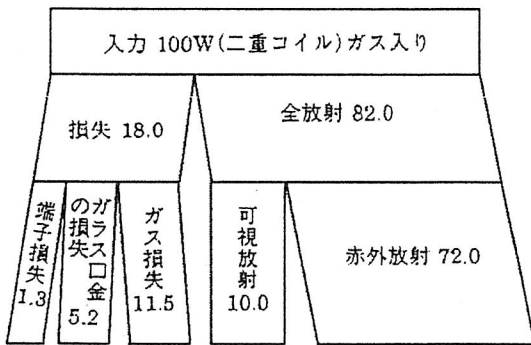 入力 100W(二重コイル)ガス入り
損失 18.0
全放射 82.0
端子損失
1.3
ガラス口金
の損失
5.2
ガス損失
11.5
可視放射
10.0
赤外放射 72.0